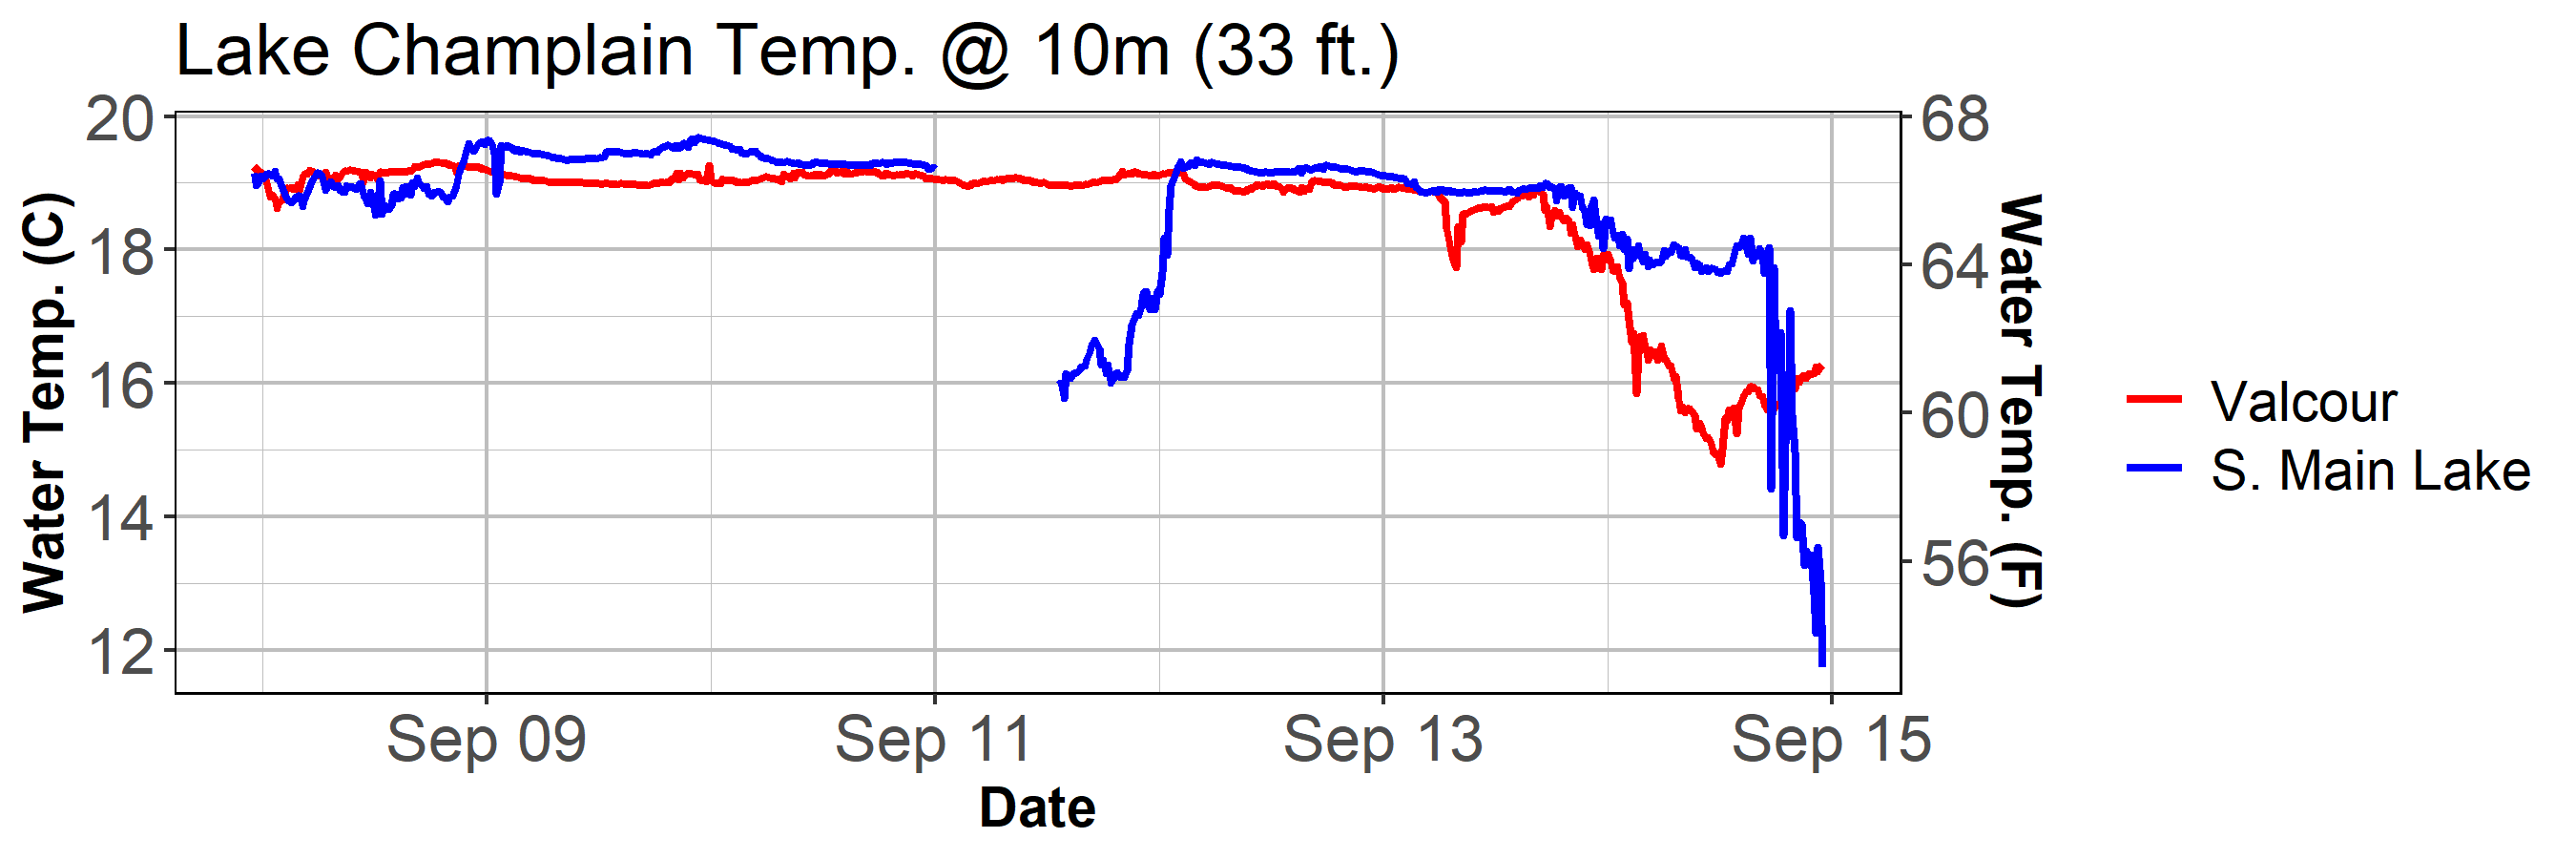 Lake Champlain Temp. @ 10m (33 ft.)
Water Temp. (C)
20
18
16
14
12
68
64
60
56
Water Temp. (F)
Sep 09
Sep 11
Sep 13
Sep 15
Date
Valcour
S. Main Lake